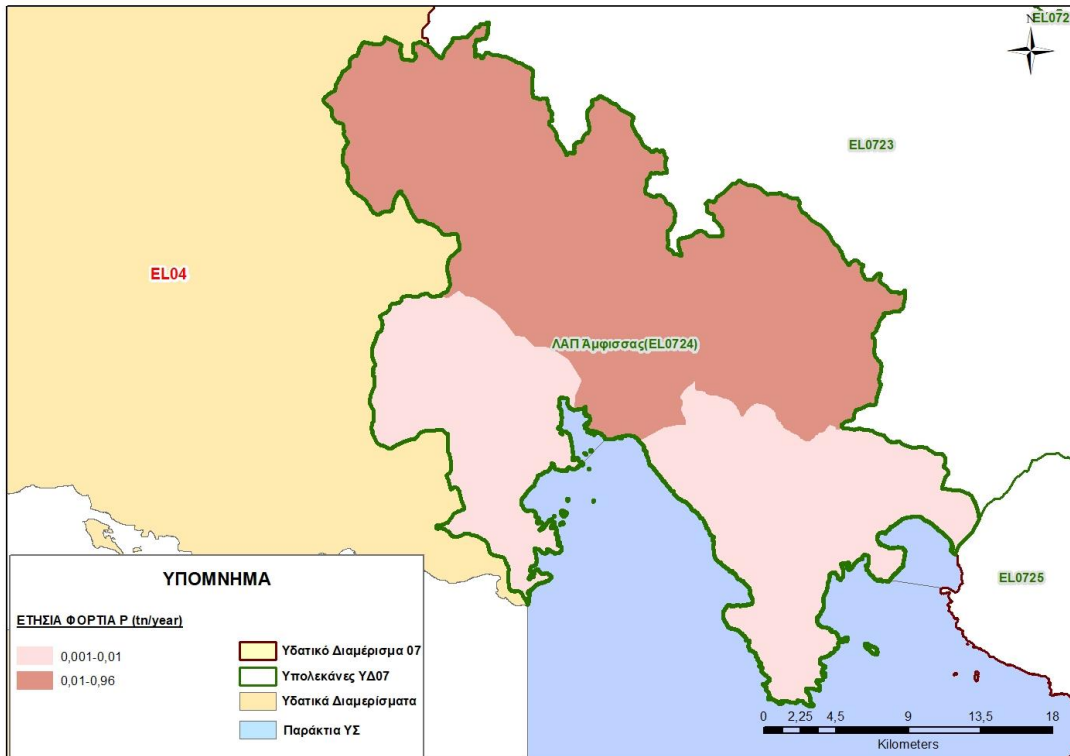 EL072
N
EL0723
EL04
ΛΑΠ Άμφισσας(EL0724)
EL0725
ΥΠΟΜΝΗΜΑ
ΕΤΗΣΙΑ ΦΟΡΤΙΑ P (tn/year)
0,001-0,01
0,01-0,96
Υδατικό Διαμέρισμα 07
Υπολεκάνες ΥΔ07
Υδατικά Διαμερίσματα
Παράκτια ΥΣ
0 2,25 4,5 9 13,5 18
Kilometers